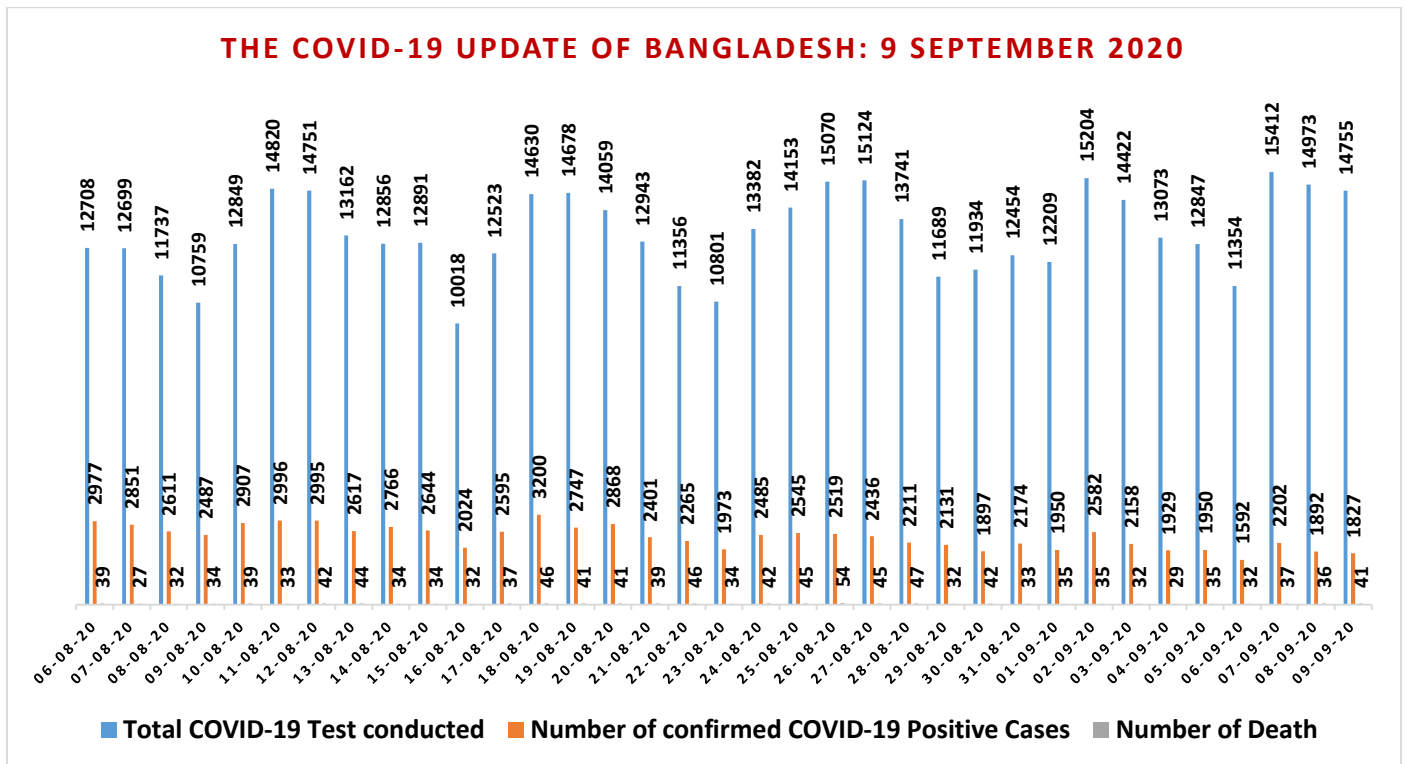 THE COVID-19 UPDATE OF BANGLADESH: 9 SEPTEMBER 2020
12708 12699 11737 10759 12849 14820 14751 13162 12856 12891 10018 12523 14630 14678 14059 12943 11356 10801 13382 14153 15070 15124 13741 11689 11934 12454 12209 15204 14422 13073 12847 11354 15412 14973 14755
2977 2851 2611 2487 2907 2996 2995 2617 2766 2644 2024 2595 3200 2747 2868 2401 2265 1973 2485 2545 2519 2436 2211 2131 1897 2174 1950 2582 2158 1929 1950 1592 2202 1892 1827
39 27 32 34 39 33 42 44 34 34 32 37 46 41 41 39 46 34 42 45 54 45 47 32 42 33 35 35 32 29 35 32 37 36 41
06-08-20 07-08-20 08-08-20 09-08-20 10-08-20 11-08-20 12-08-20 13-08-20 14-08-20 15-08-20 16-08-20 17-08-20 18-08-20 19-08-20 20-08-20 21-08-20 22-08-20 23-08-20 24-08-20 25-08-20 26-08-20 27-08-20 28-08-20 29-08-20 30-08-20 31-08-20 01-09-20 02-09-20 03-09-20 04-09-20 05-09-20 06-09-20 07-09-20 08-09-20 09-09-20
Total COVID-19 Test conducted Number of confirmed COVID-19 Positive Cases Number of Death